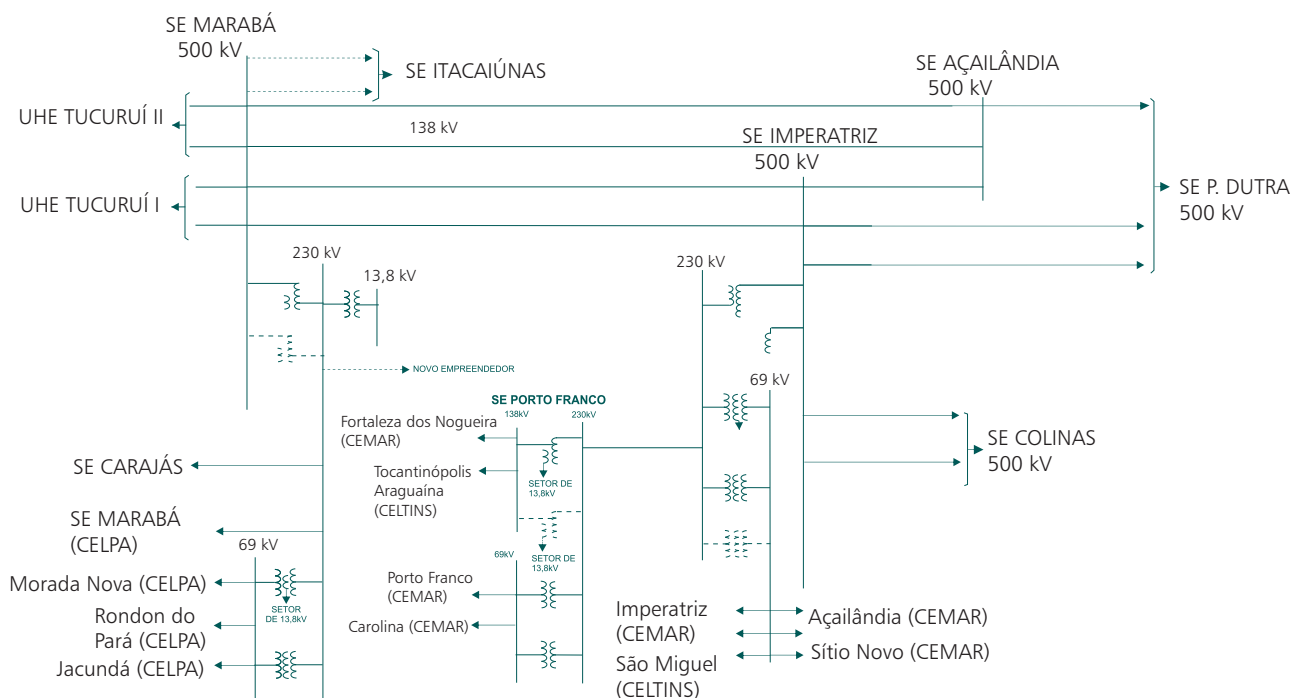 SE MARABÁ
500 kV
SE ITACAIÚNAS
SE AÇAILÂNDIA
500 kV
UHE TUCURUÍ II
138 kV
SE IMPERATRIZ
500 kV
UHE TUCURUÍ I
SE P. DUTRA
500 kV
230 kV
13,8 kV
230 kV
NOVO EMPREENDEDOR
69 kV
SE PORTO FRANCO
138kV
230kV
Fortaleza dos Nogueira
(CEMAR)
SE COLINAS
500 kV
SE CARAJÁS
Tocantinópolis
Araguaína
(CELTINS)
SETOR DE
13,8kV
SE MARABÁ
(CELPA)
69 kV
69kV
SETOR DE
13,8kV
Morada Nova (CELPA)
SETOR
DE 13,8kV
Porto Franco
(CEMAR)
Rondon do
Pará (CELPA)
Carolina (CEMAR)
Imperatriz
(CEMAR)
Açailândia (CEMAR)
Jacundá (CELPA)
São Miguel
(CELTINS)
Sítio Novo (CEMAR)